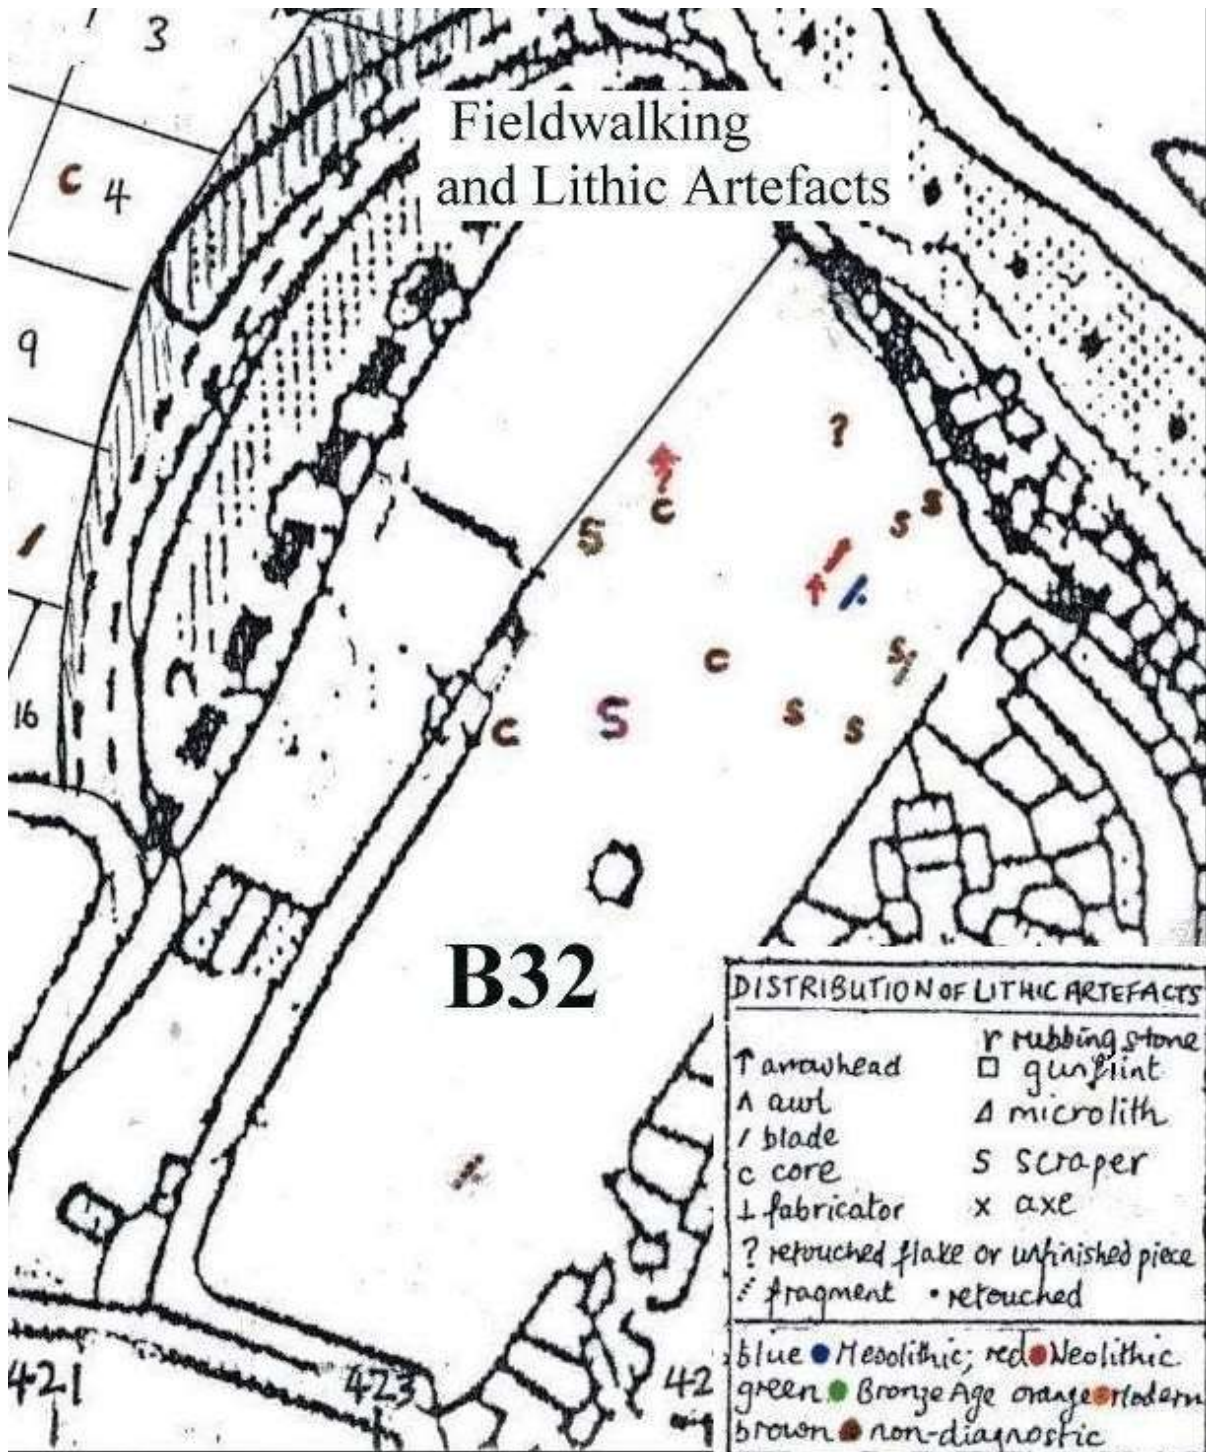 3
Fieldwalking
and Lithic Artefacts
c 4
9
?
?
c
S
s s
s
c
16
c
S
s
s
B32
DISTRIBUTION OF LITHIC ARTEFACTS
r rubbing stone
↑ arrowhead
□ gunflint
ʌ awl
Δ microlith
/ blade
c core
S scraper
⊥ fabricator
x axe
? retouched flake or unfinished piece
fragment • retouched
blue ● Mesolithic; red ● Neolithic
green ● Bronze Age orange ● Modern
brown ● non-diagnostic
421
423
42